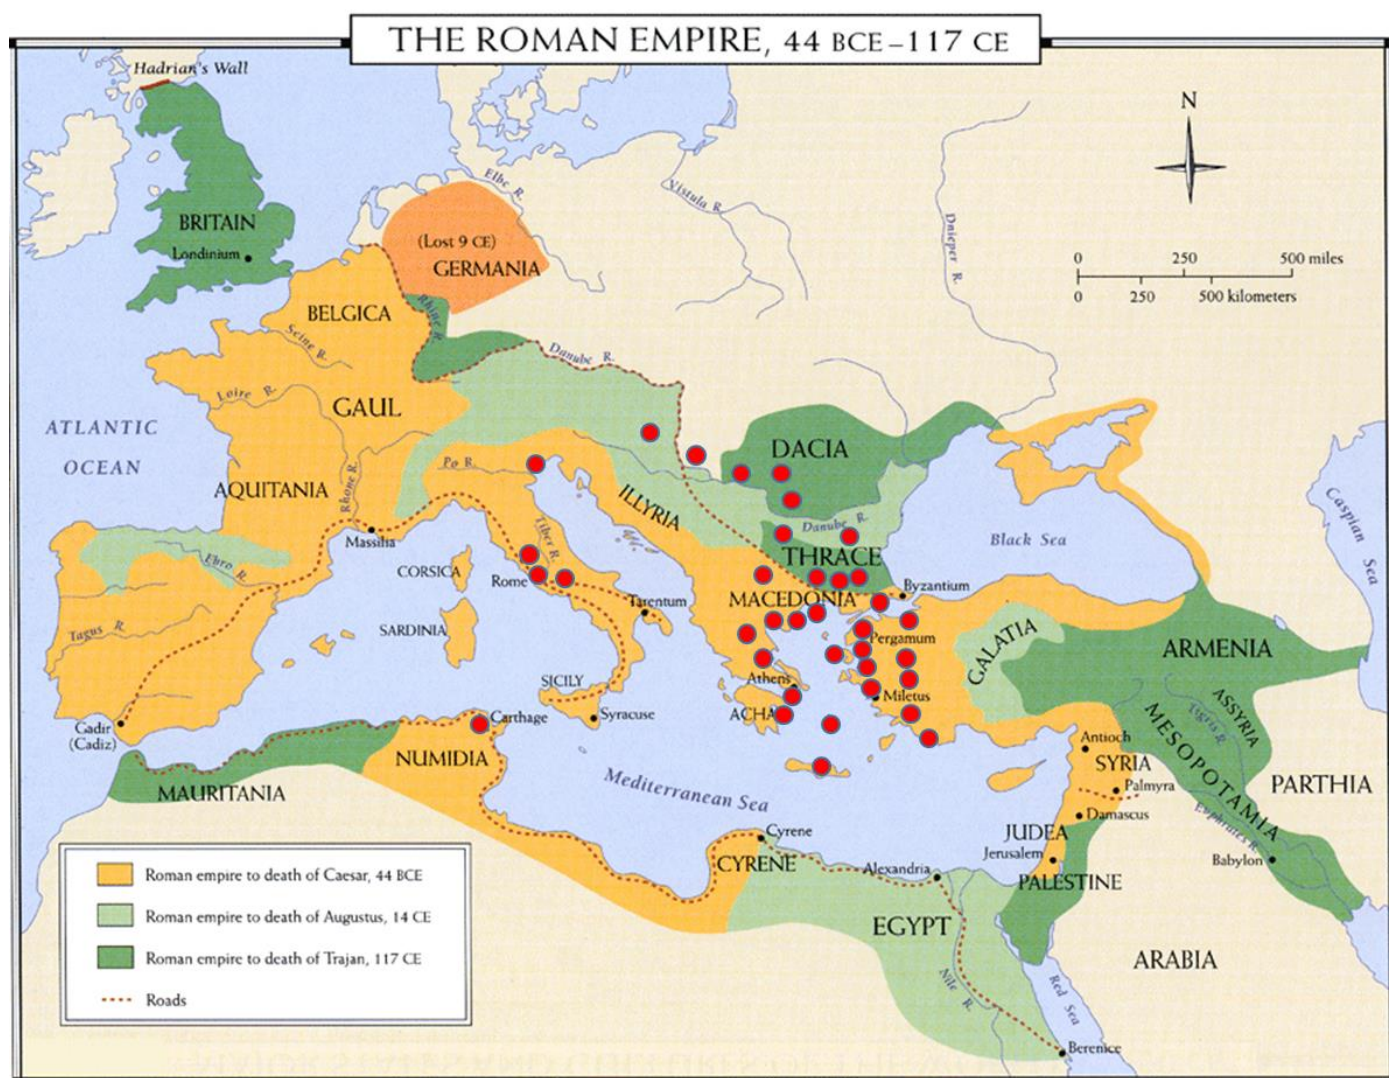 THE ROMAN EMPIRE, 44 BCE–117 CE
Hadrian's Wall
N
Elbe R.
Vistula R.
Dnieper R.
BRITAIN
Londinium
(Lost 9 CE)
GERMANIA
0 250 500 miles
0 250 500 kilometers
BELGICA
Rhine R.
Seine R.
Danube R.
Loire R.
GAUL
ATLANTIC
OCEAN
DACIA
Po R.
AQUITANIA
Rhone R.
ILLYRIA
Caspian
Sea
Massilia
Tiber R.
Danube R.
Black Sea
THRACE
Ebro R.
CORSICA
Rome
Byzantium
MACEDONIA
Tarentum
Tagus R.
SARDINIA
Pergamum
GALATIA
ARMENIA
SICILY
Athens
ASSYRIA
Miletus
Gadir
(Cadiz)
Carthage
Syracuse
ACHA
Tigris R.
MESOPOTAMIA
Antioch
NUMIDIA
SYRIA
PARTHIA
Palmyra
MAURITANIA
Mediterranean Sea
Damascus
Euphrates R.
Cyrene
JUDEA
Jerusalem
Babylon
CYRENE
Alexandria
PALESTINE
EGYPT
ARABIA
Nile R.
Red Sea
Berenice
Roman empire to death of Caesar, 44 BCE
Roman empire to death of Augustus, 14 CE
Roman empire to death of Trajan, 117 CE
Roads